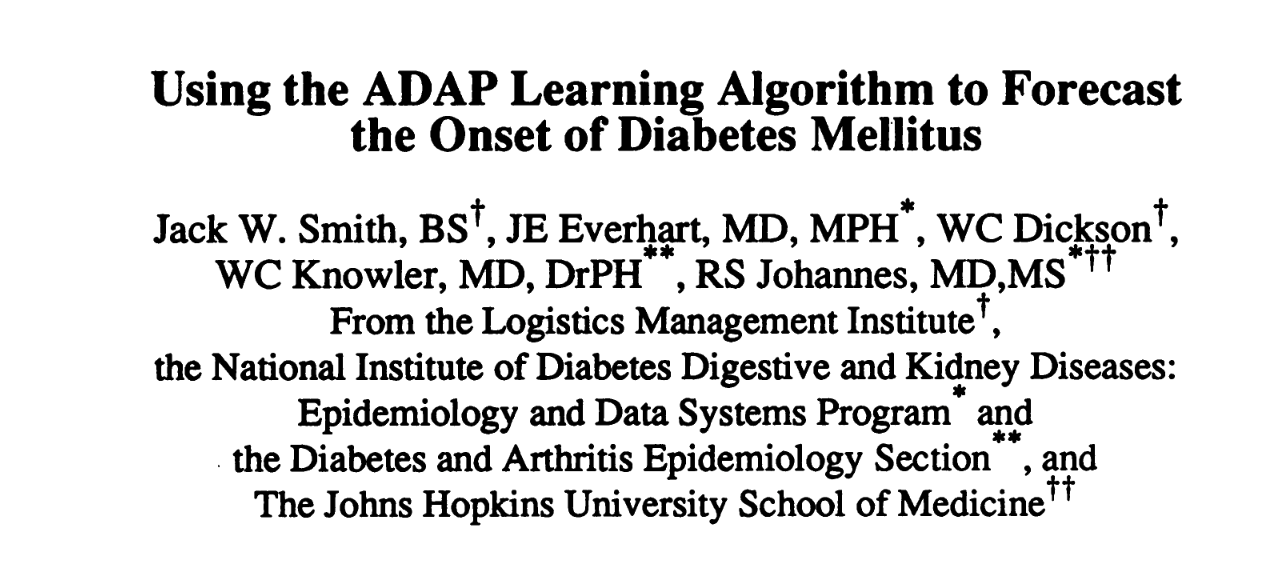 Using the ADAP Learning Algorithm to Forecast
the Onset of Diabetes Mellitus
Jack W. Smith, BS†, JE Everhart, MD, MPH*, WC Dickson†,
WC Knowler, MD, DrPH**, RS Johannes, MD,MS*††
From the Logistics Management Institute†,
the National Institute of Diabetes Digestive and Kidney Diseases:
Epidemiology and Data Systems Program* and
the Diabetes and Arthritis Epidemiology Section**, and
The Johns Hopkins University School of Medicine††